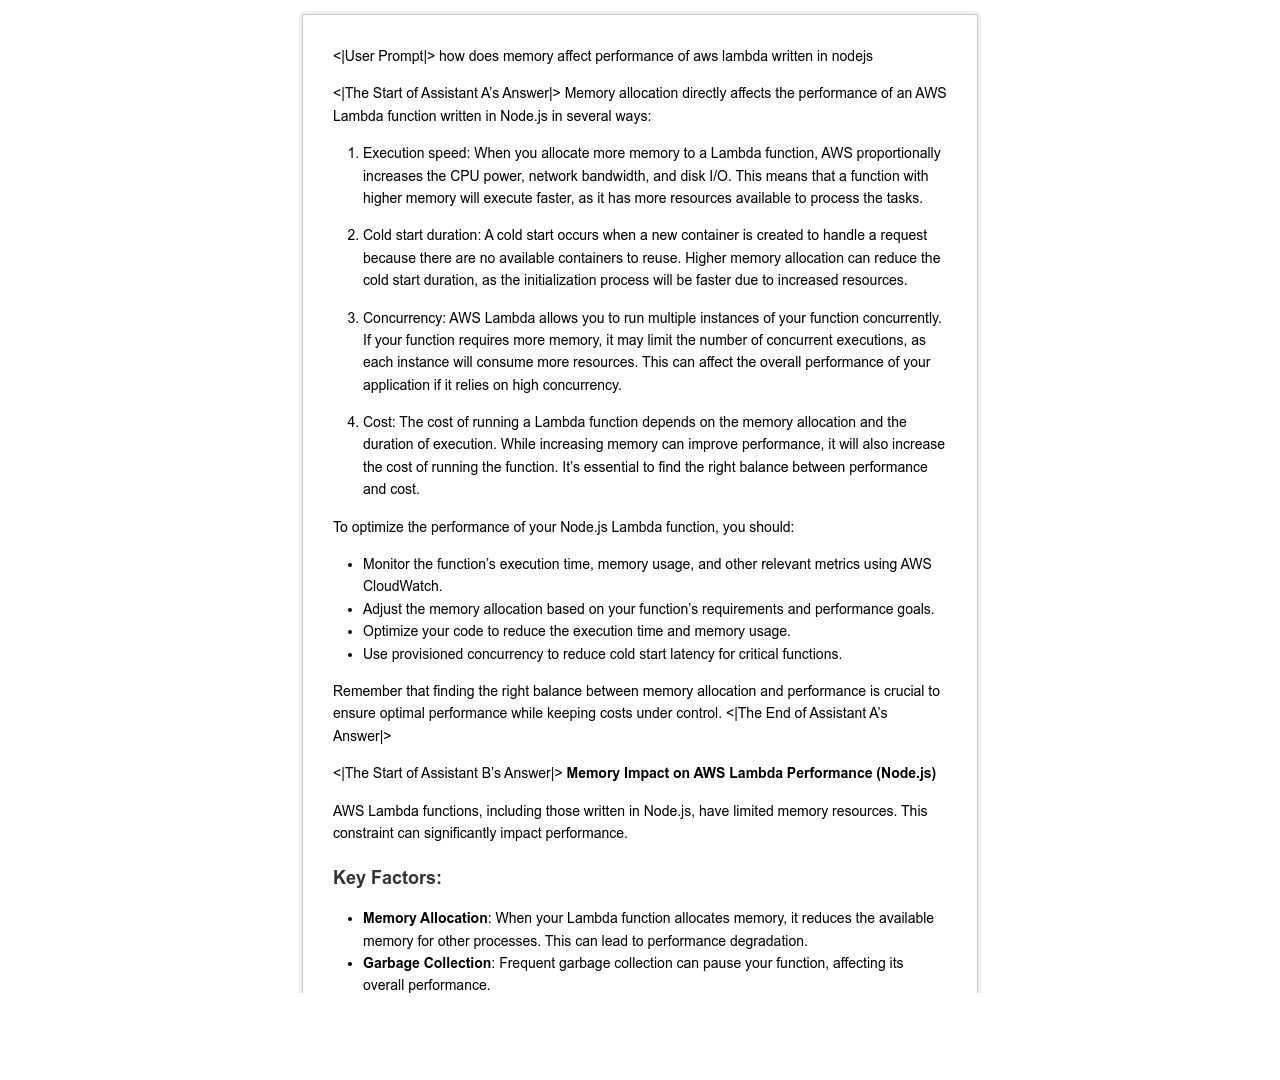 <|User Prompt|> how does memory affect performance of aws lambda written in nodejs
<|The Start of Assistant A’s Answer|> Memory allocation directly affects the performance of an AWS
Lambda function written in Node.js in several ways:
1. Execution speed: When you allocate more memory to a Lambda function, AWS proportionally
increases the CPU power, network bandwidth, and disk I/O. This means that a function with
higher memory will execute faster, as it has more resources available to process the tasks.
2. Cold start duration: A cold start occurs when a new container is created to handle a request
because there are no available containers to reuse. Higher memory allocation can reduce the
cold start duration, as the initialization process will be faster due to increased resources.
3. Concurrency: AWS Lambda allows you to run multiple instances of your function concurrently.
If your function requires more memory, it may limit the number of concurrent executions, as
each instance will consume more resources. This can affect the overall performance of your
application if it relies on high concurrency.
4. Cost: The cost of running a Lambda function depends on the memory allocation and the
duration of execution. While increasing memory can improve performance, it will also increase
the cost of running the function. It’s essential to find the right balance between performance
and cost.
To optimize the performance of your Node.js Lambda function, you should:
• Monitor the function’s execution time, memory usage, and other relevant metrics using AWS
CloudWatch.
• Adjust the memory allocation based on your function’s requirements and performance goals.
• Optimize your code to reduce the execution time and memory usage.
• Use provisioned concurrency to reduce cold start latency for critical functions.
Remember that finding the right balance between memory allocation and performance is crucial to
ensure optimal performance while keeping costs under control. <|The End of Assistant A’s
Answer|>
<|The Start of Assistant B’s Answer|> Memory Impact on AWS Lambda Performance (Node.js)
AWS Lambda functions, including those written in Node.js, have limited memory resources. This
constraint can significantly impact performance.
Key Factors:
• Memory Allocation: When your Lambda function allocates memory, it reduces the available
memory for other processes. This can lead to performance degradation.
• Garbage Collection: Frequent garbage collection can pause your function, affecting its
overall performance.